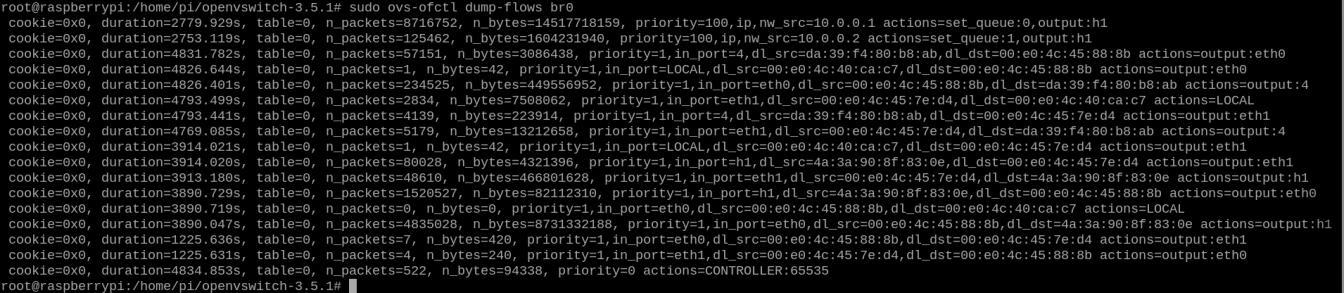 root@raspberrypi:/home/pi/openvswitch-3.5.1# sudo ovs-ofctl dump-flows br0
cookie=0x0, duration=2779.929s, table=0, n_packets=8716752, n_bytes=14517718159, priority=100,ip,nw_src=10.0.0.1 actions=set_queue:0,output:h1
cookie=0x0, duration=2753.119s, table=0, n_packets=125462, n_bytes=1604231940, priority=100,ip,nw_src=10.0.0.2 actions=set_queue:1,output:h1
cookie=0x0, duration=4831.782s, table=0, n_packets=57151, n_bytes=3086438, priority=1,in_port=4,dl_src=da:39:f4:80:b8:ab,dl_dst=00:e0:4c:45:88:8b actions=output:eth0
cookie=0x0, duration=4826.644s, table=0, n_packets=1, n_bytes=42, priority=1,in_port=LOCAL,dl_src=00:e0:4c:40:ca:c7,dl_dst=00:e0:4c:45:88:8b actions=output:eth0
cookie=0x0, duration=4826.401s, table=0, n_packets=234525, n_bytes=449556952, priority=1,in_port=eth0,dl_src=00:e0:4c:45:88:8b,dl_dst=da:39:f4:80:b8:ab actions=output:4
cookie=0x0, duration=4793.499s, table=0, n_packets=2834, n_bytes=7508062, priority=1,in_port=eth1,dl_src=00:e0:4c:45:7e:d4,dl_dst=00:e0:4c:40:ca:c7 actions=LOCAL
cookie=0x0, duration=4793.441s, table=0, n_packets=4139, n_bytes=223914, priority=1,in_port=4,dl_src=da:39:f4:80:b8:ab,dl_dst=00:e0:4c:45:7e:d4 actions=output:eth1
cookie=0x0, duration=4769.085s, table=0, n_packets=5179, n_bytes=13212658, priority=1,in_port=eth1,dl_src=00:e0:4c:45:7e:d4,dl_dst=da:39:f4:80:b8:ab actions=output:4
cookie=0x0, duration=3914.021s, table=0, n_packets=1, n_bytes=42, priority=1,in_port=LOCAL,dl_src=00:e0:4c:40:ca:c7,dl_dst=00:e0:4c:45:7e:d4 actions=output:eth1
cookie=0x0, duration=3914.020s, table=0, n_packets=80028, n_bytes=4321396, priority=1,in_port=h1,dl_src=4a:3a:90:8f:83:0e,dl_dst=00:e0:4c:45:7e:d4 actions=output:eth1
cookie=0x0, duration=3913.180s, table=0, n_packets=48610, n_bytes=466801628, priority=1,in_port=eth1,dl_src=00:e0:4c:45:7e:d4,dl_dst=4a:3a:90:8f:83:0e actions=output:h1
cookie=0x0, duration=3890.729s, table=0, n_packets=1520527, n_bytes=82112310, priority=1,in_port=h1,dl_src=4a:3a:90:8f:83:0e,dl_dst=00:e0:4c:45:88:8b actions=output:eth0
cookie=0x0, duration=3890.719s, table=0, n_packets=0, n_bytes=0, priority=1,in_port=eth0,dl_src=00:e0:4c:45:88:8b,dl_dst=00:e0:4c:40:ca:c7 actions=LOCAL
cookie=0x0, duration=3890.047s, table=0, n_packets=4835028, n_bytes=8731332188, priority=1,in_port=eth0,dl_src=00:e0:4c:45:88:8b,dl_dst=4a:3a:90:8f:83:0e actions=output:h1
cookie=0x0, duration=1225.636s, table=0, n_packets=7, n_bytes=420, priority=1,in_port=eth0,dl_src=00:e0:4c:45:88:8b,dl_dst=00:e0:4c:45:7e:d4 actions=output:eth1
cookie=0x0, duration=1225.631s, table=0, n_packets=4, n_bytes=240, priority=1,in_port=eth1,dl_src=00:e0:4c:45:7e:d4,dl_dst=00:e0:4c:45:88:8b actions=output:eth0
cookie=0x0, duration=4834.853s, table=0, n_packets=522, n_bytes=94338, priority=0 actions=CONTROLLER:65535
root@raspberrypi:/home/pi/openvswitch-3.5.1#